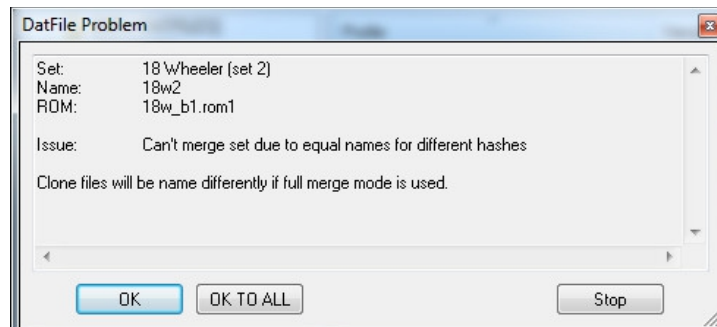 DatFile Problem
Set: 18 Wheeler (set 2)
Name: 18w2
ROM: 18w_b1.rom1
Issue: Can't merge set due to equal names for different hashes
Clone files will be name differently if full merge mode is used.
OK OK TO ALL Stop